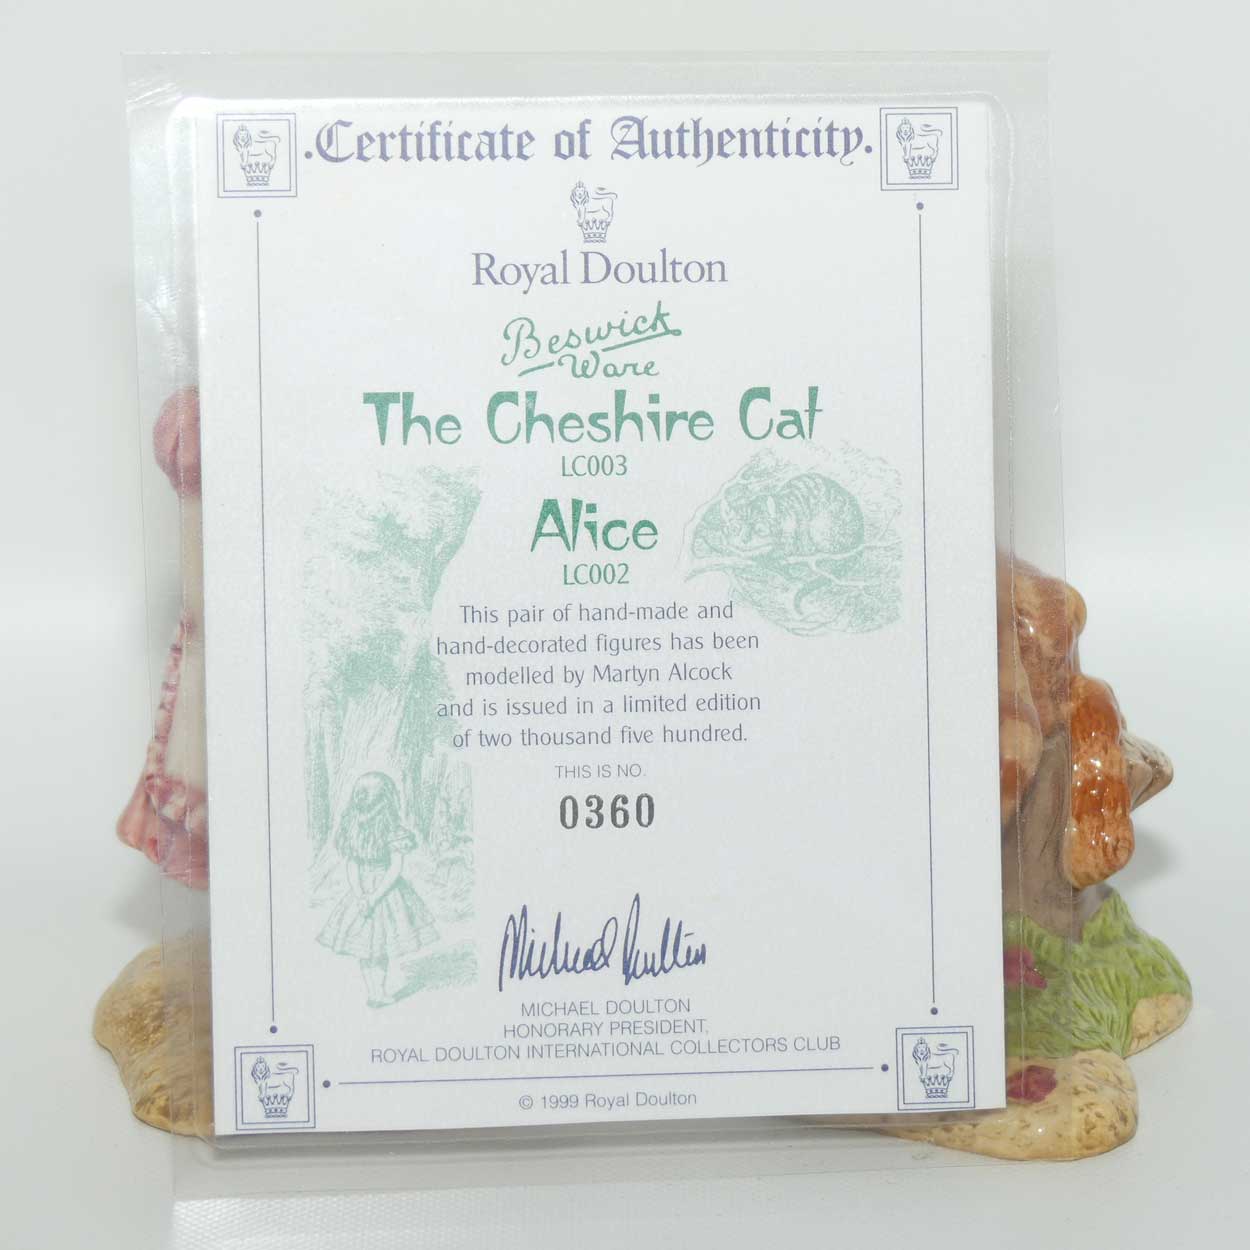 ·Certificate of Authenticity.
Royal Doulton
Beswick
Ware
The Cheshire Cat
LC003
Alice
LC002
This pair of hand-made and
hand-decorated figures has been
modelled by Martyn Alcock
and is issued in a limited edition
of two thousand five hundred.
THIS IS NO.
0360
Michael Doulton
MICHAEL DOULTON
HONORARY PRESIDENT,
ROYAL DOULTON INTERNATIONAL COLLECTORS CLUB
© 1999 Royal Doulton